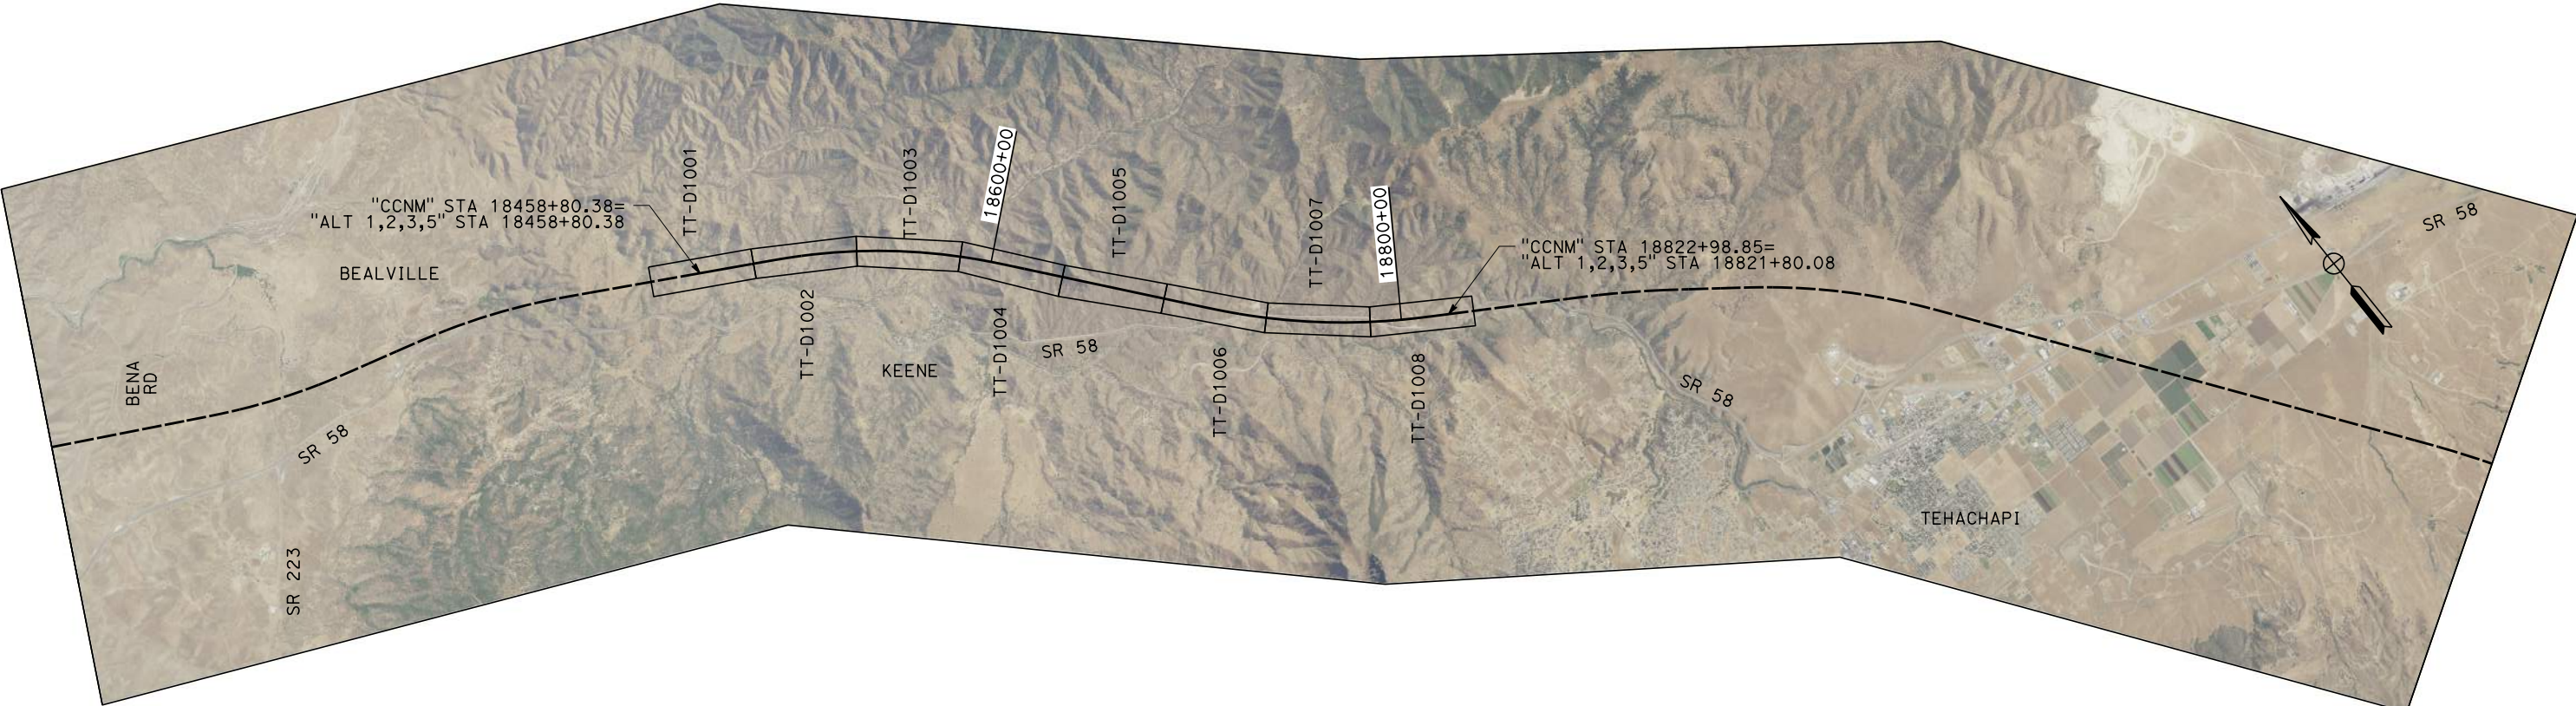 TT-D1001
TT-D1003
18600+00
TT-D1005
TT-D1007
18800+00
"CCNM" STA 18458+80.38=
"ALT 1,2,3,5" STA 18458+80.38
"CCNM" STA 18822+98.85=
"ALT 1,2,3,5" STA 18821+80.08
SR 58
BEALVILLE
BENA
RD
TT-D1002
KEENE
TT-D1004
SR 58
TT-D1006
TT-D1008
SR 58
SR 58
TEHACHAPI
SR 223